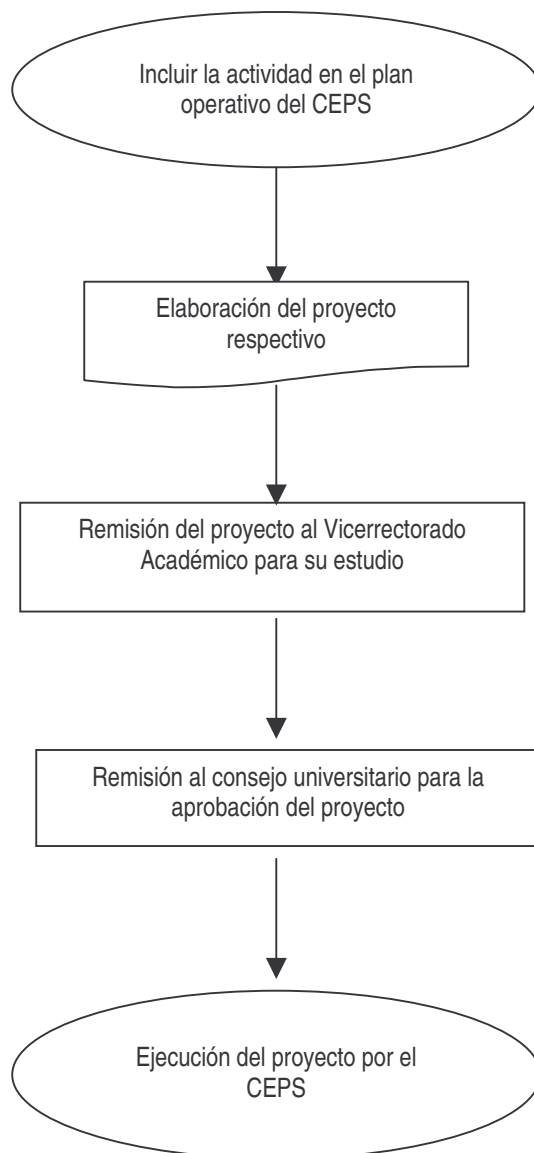 Incluir la actividad en el plan
operativo del CEPS
Elaboración del proyecto
respectivo
Remisión del proyecto al Vicerrectorado
Académico para su estudio
Remisión al consejo universitario para la
aprobación del proyecto
Ejecución del proyecto por el
CEPS